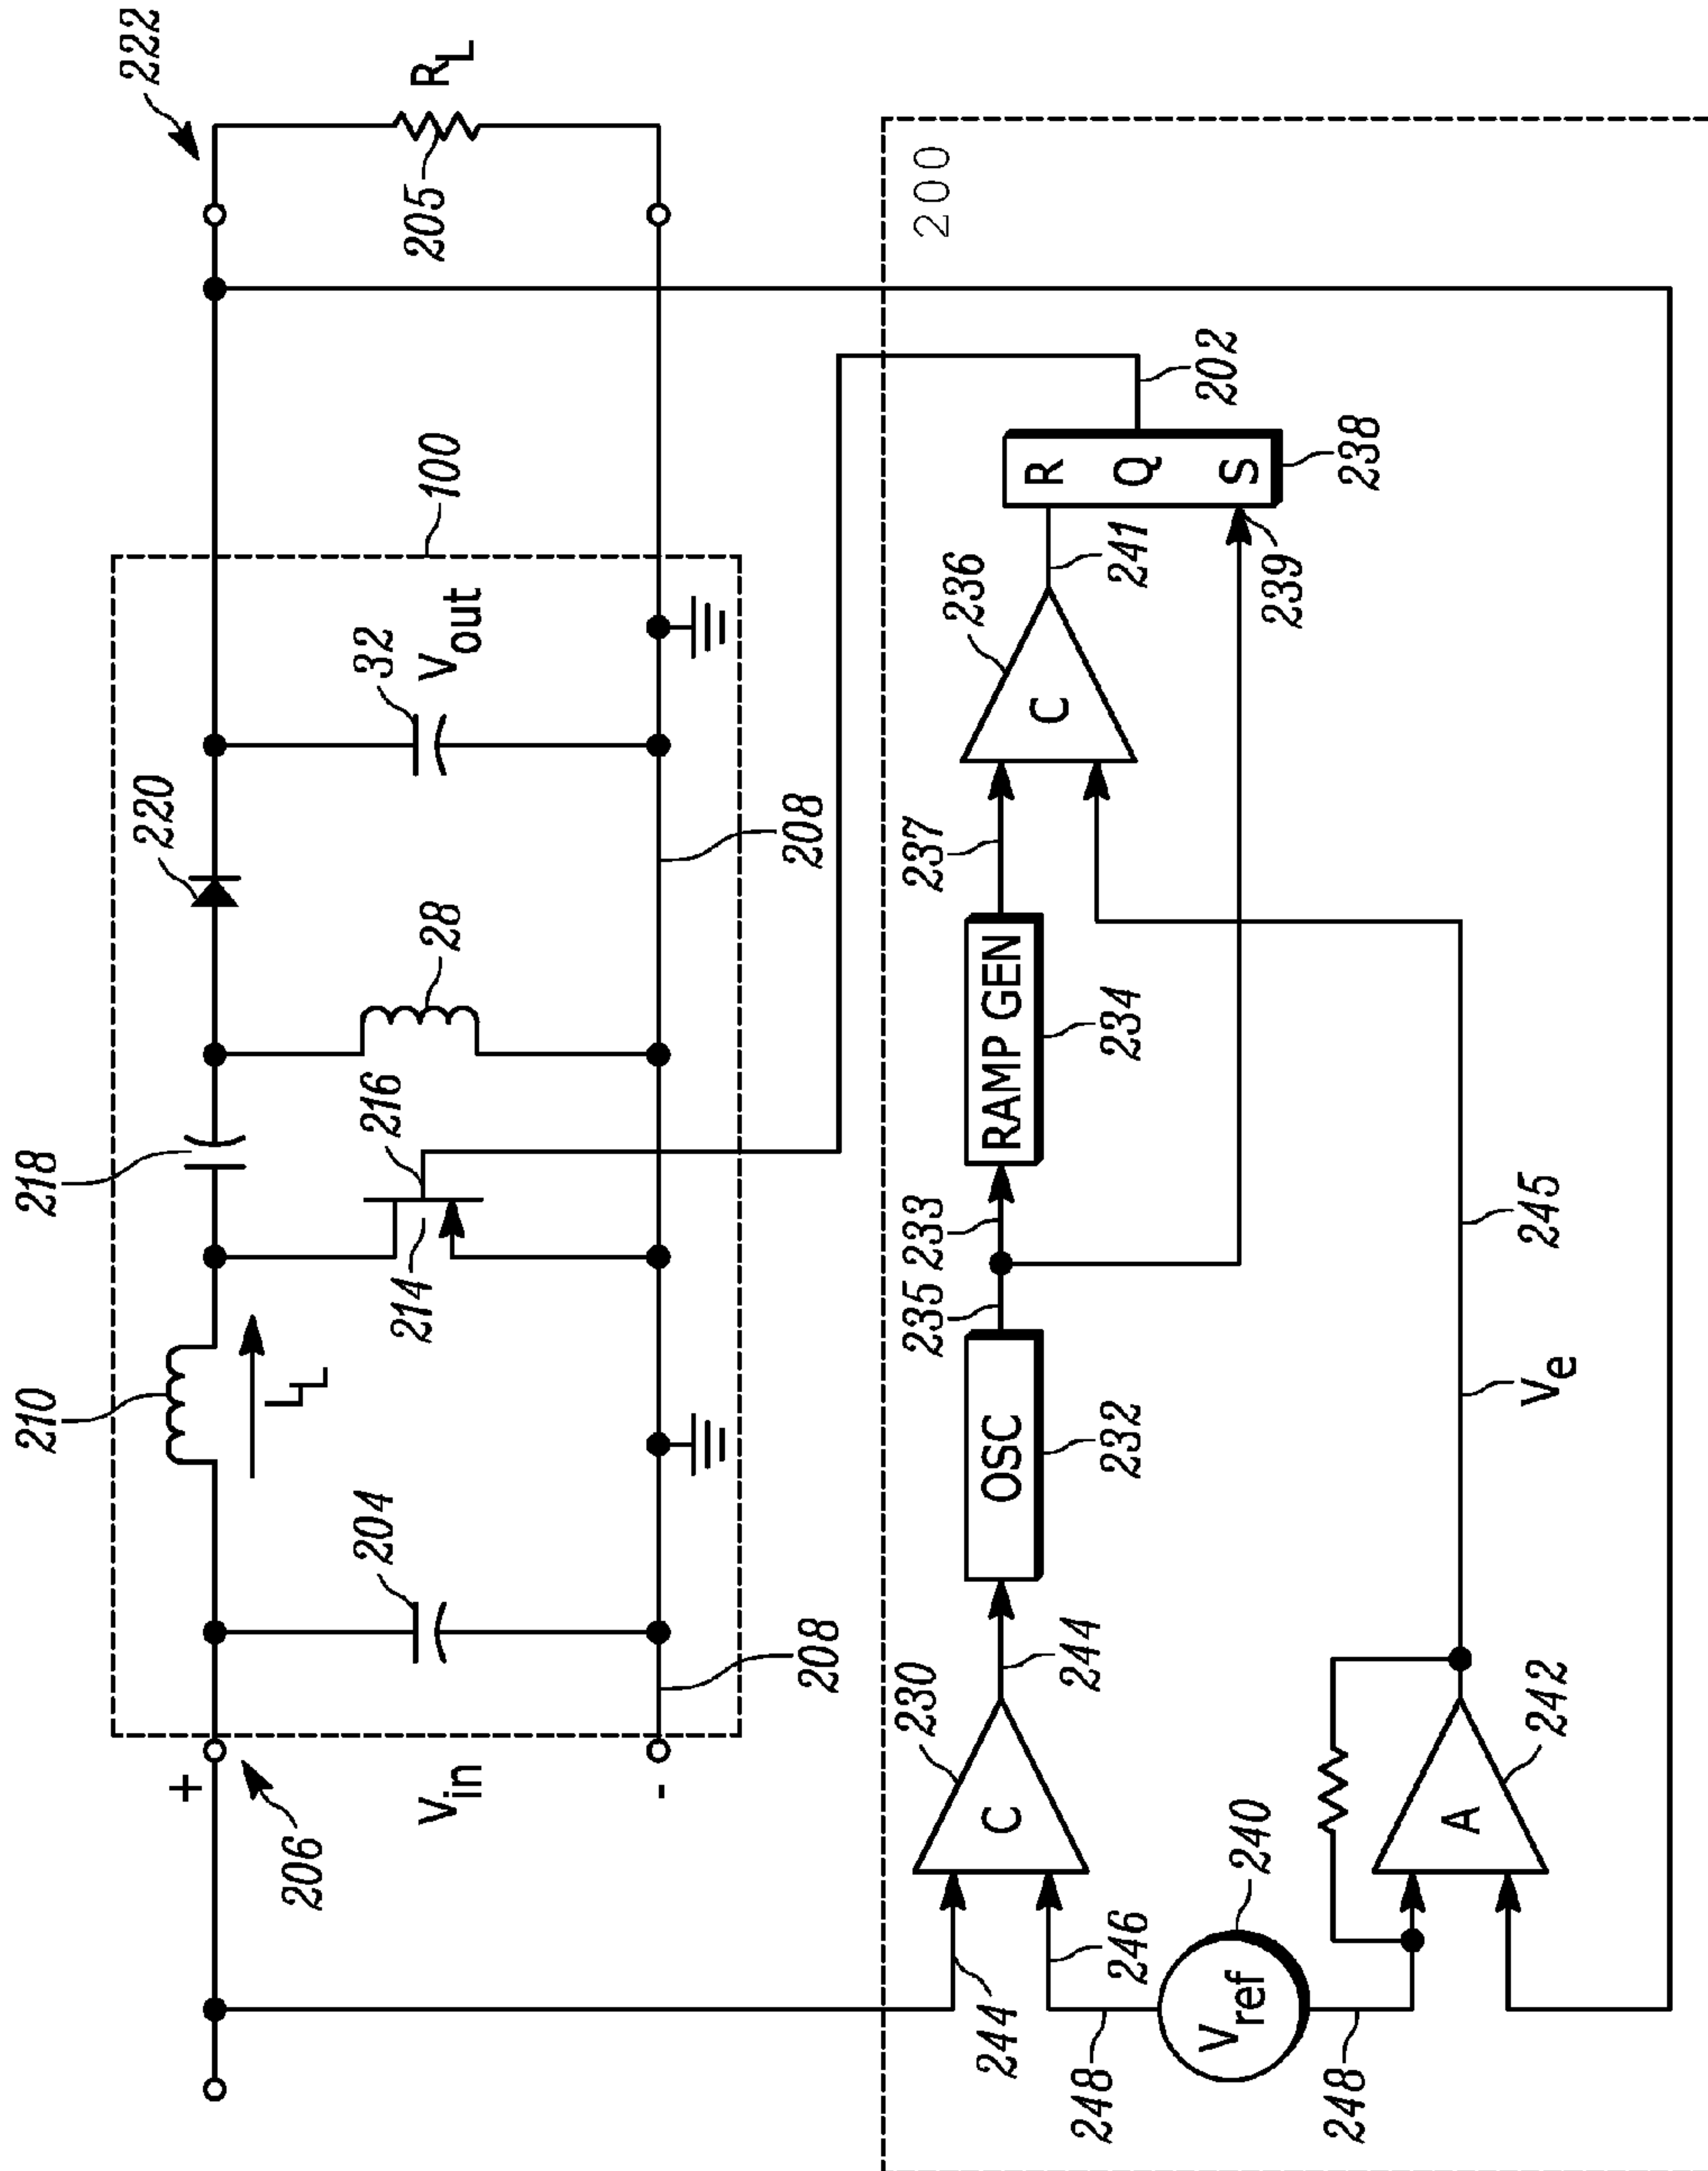 222
210
218
220
100
I_L
204
214
216
28
32
V_out
205
R_L
+
206
V_in
-
208
208
200
230
C
244
244
246
248
V_ref
240
248
OSC
232
235
233
RAMP GEN
234
237
236
C
241
R
Q
S
202
238
239
A
242
V_e
245